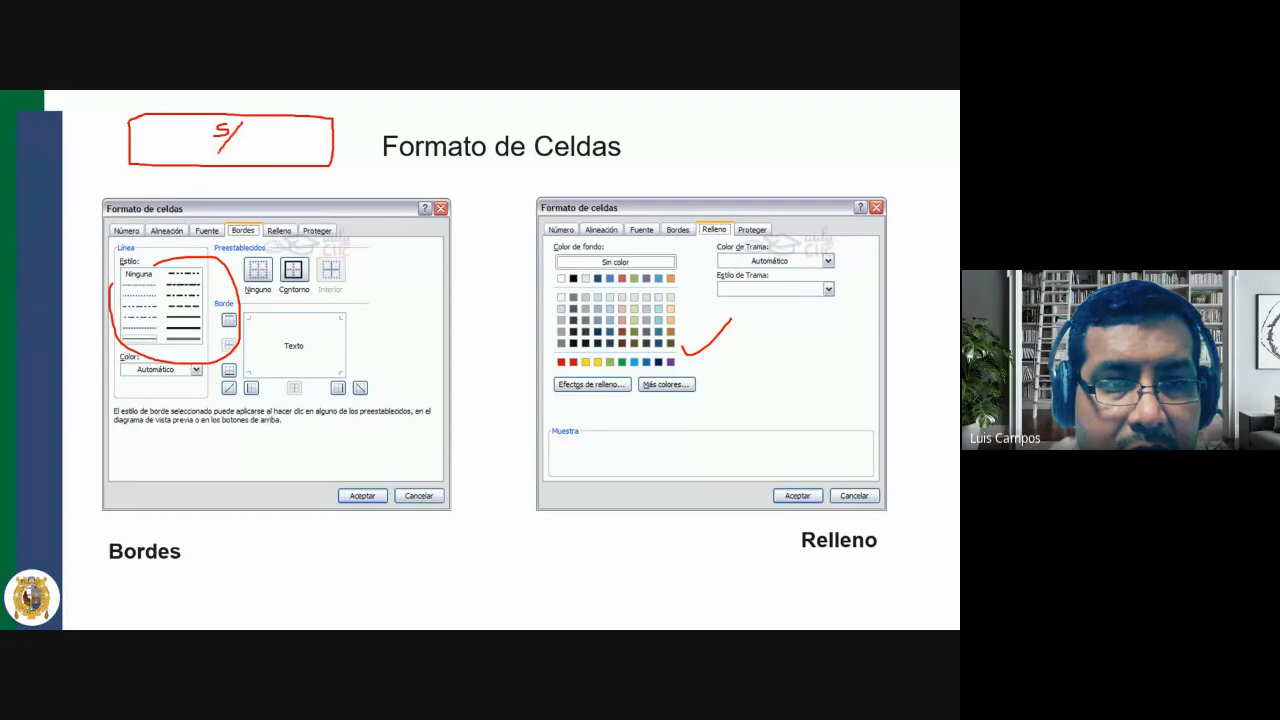 S/
Formato de Celdas
Formato de celdas
Número Alineación Fuente Bordes Relleno Proteger
Línea
Estilo:
Ninguna
Color:
Automático
Preestablecidos
Ninguno Contorno Interior
Borde
Texto
El estilo de borde seleccionado puede aplicarse al hacer clic en alguno de los preestablecidos, en el
diagrama de vista previa o en los botones de arriba.
Aceptar Cancelar
Bordes
Formato de celdas
Número Alineación Fuente Bordes Relleno Proteger
Color de fondo:
Sin color
Efectos de relleno... Más colores...
Color de Trama:
Automático
Estilo de Trama:
Muestra
Aceptar Cancelar
Relleno
Luis Campos